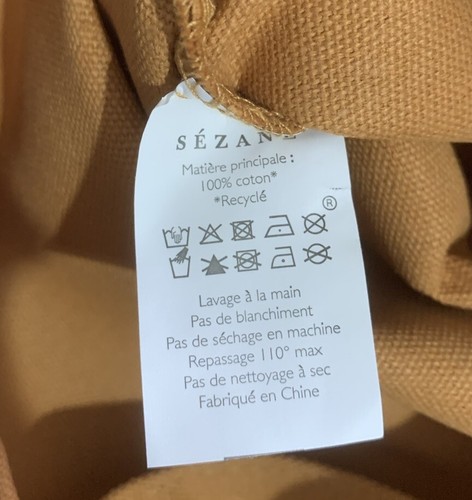 SÉZANE
Matière principale :
100% coton*
*Recyclé
®
Lavage à la main
Pas de blanchiment
Pas de séchage en machine
Repassage 110° max
Pas de nettoyage à sec
Fabriqué en Chine